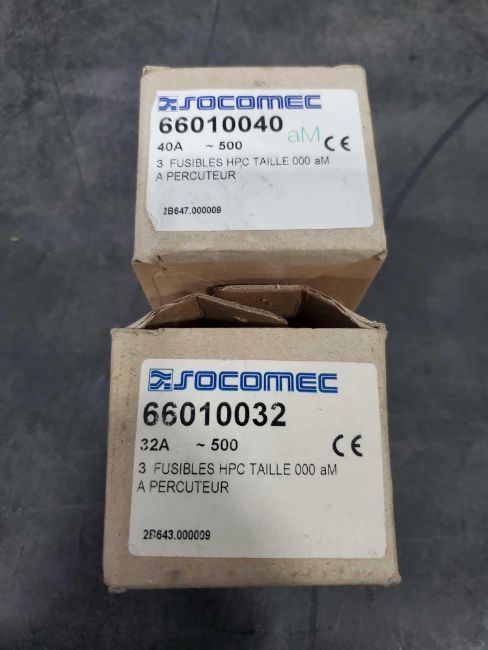 SOCOMEC
66010040 aM
40A ~ 500 CE
3 FUSIBLES HPC TAILLE 000 aM
A PERCUTEUR
2B647.000009
SOCOMEC
66010032
32A ~ 500 CE
3 FUSIBLES HPC TAILLE 000 aM
A PERCUTEUR
2B643.000009